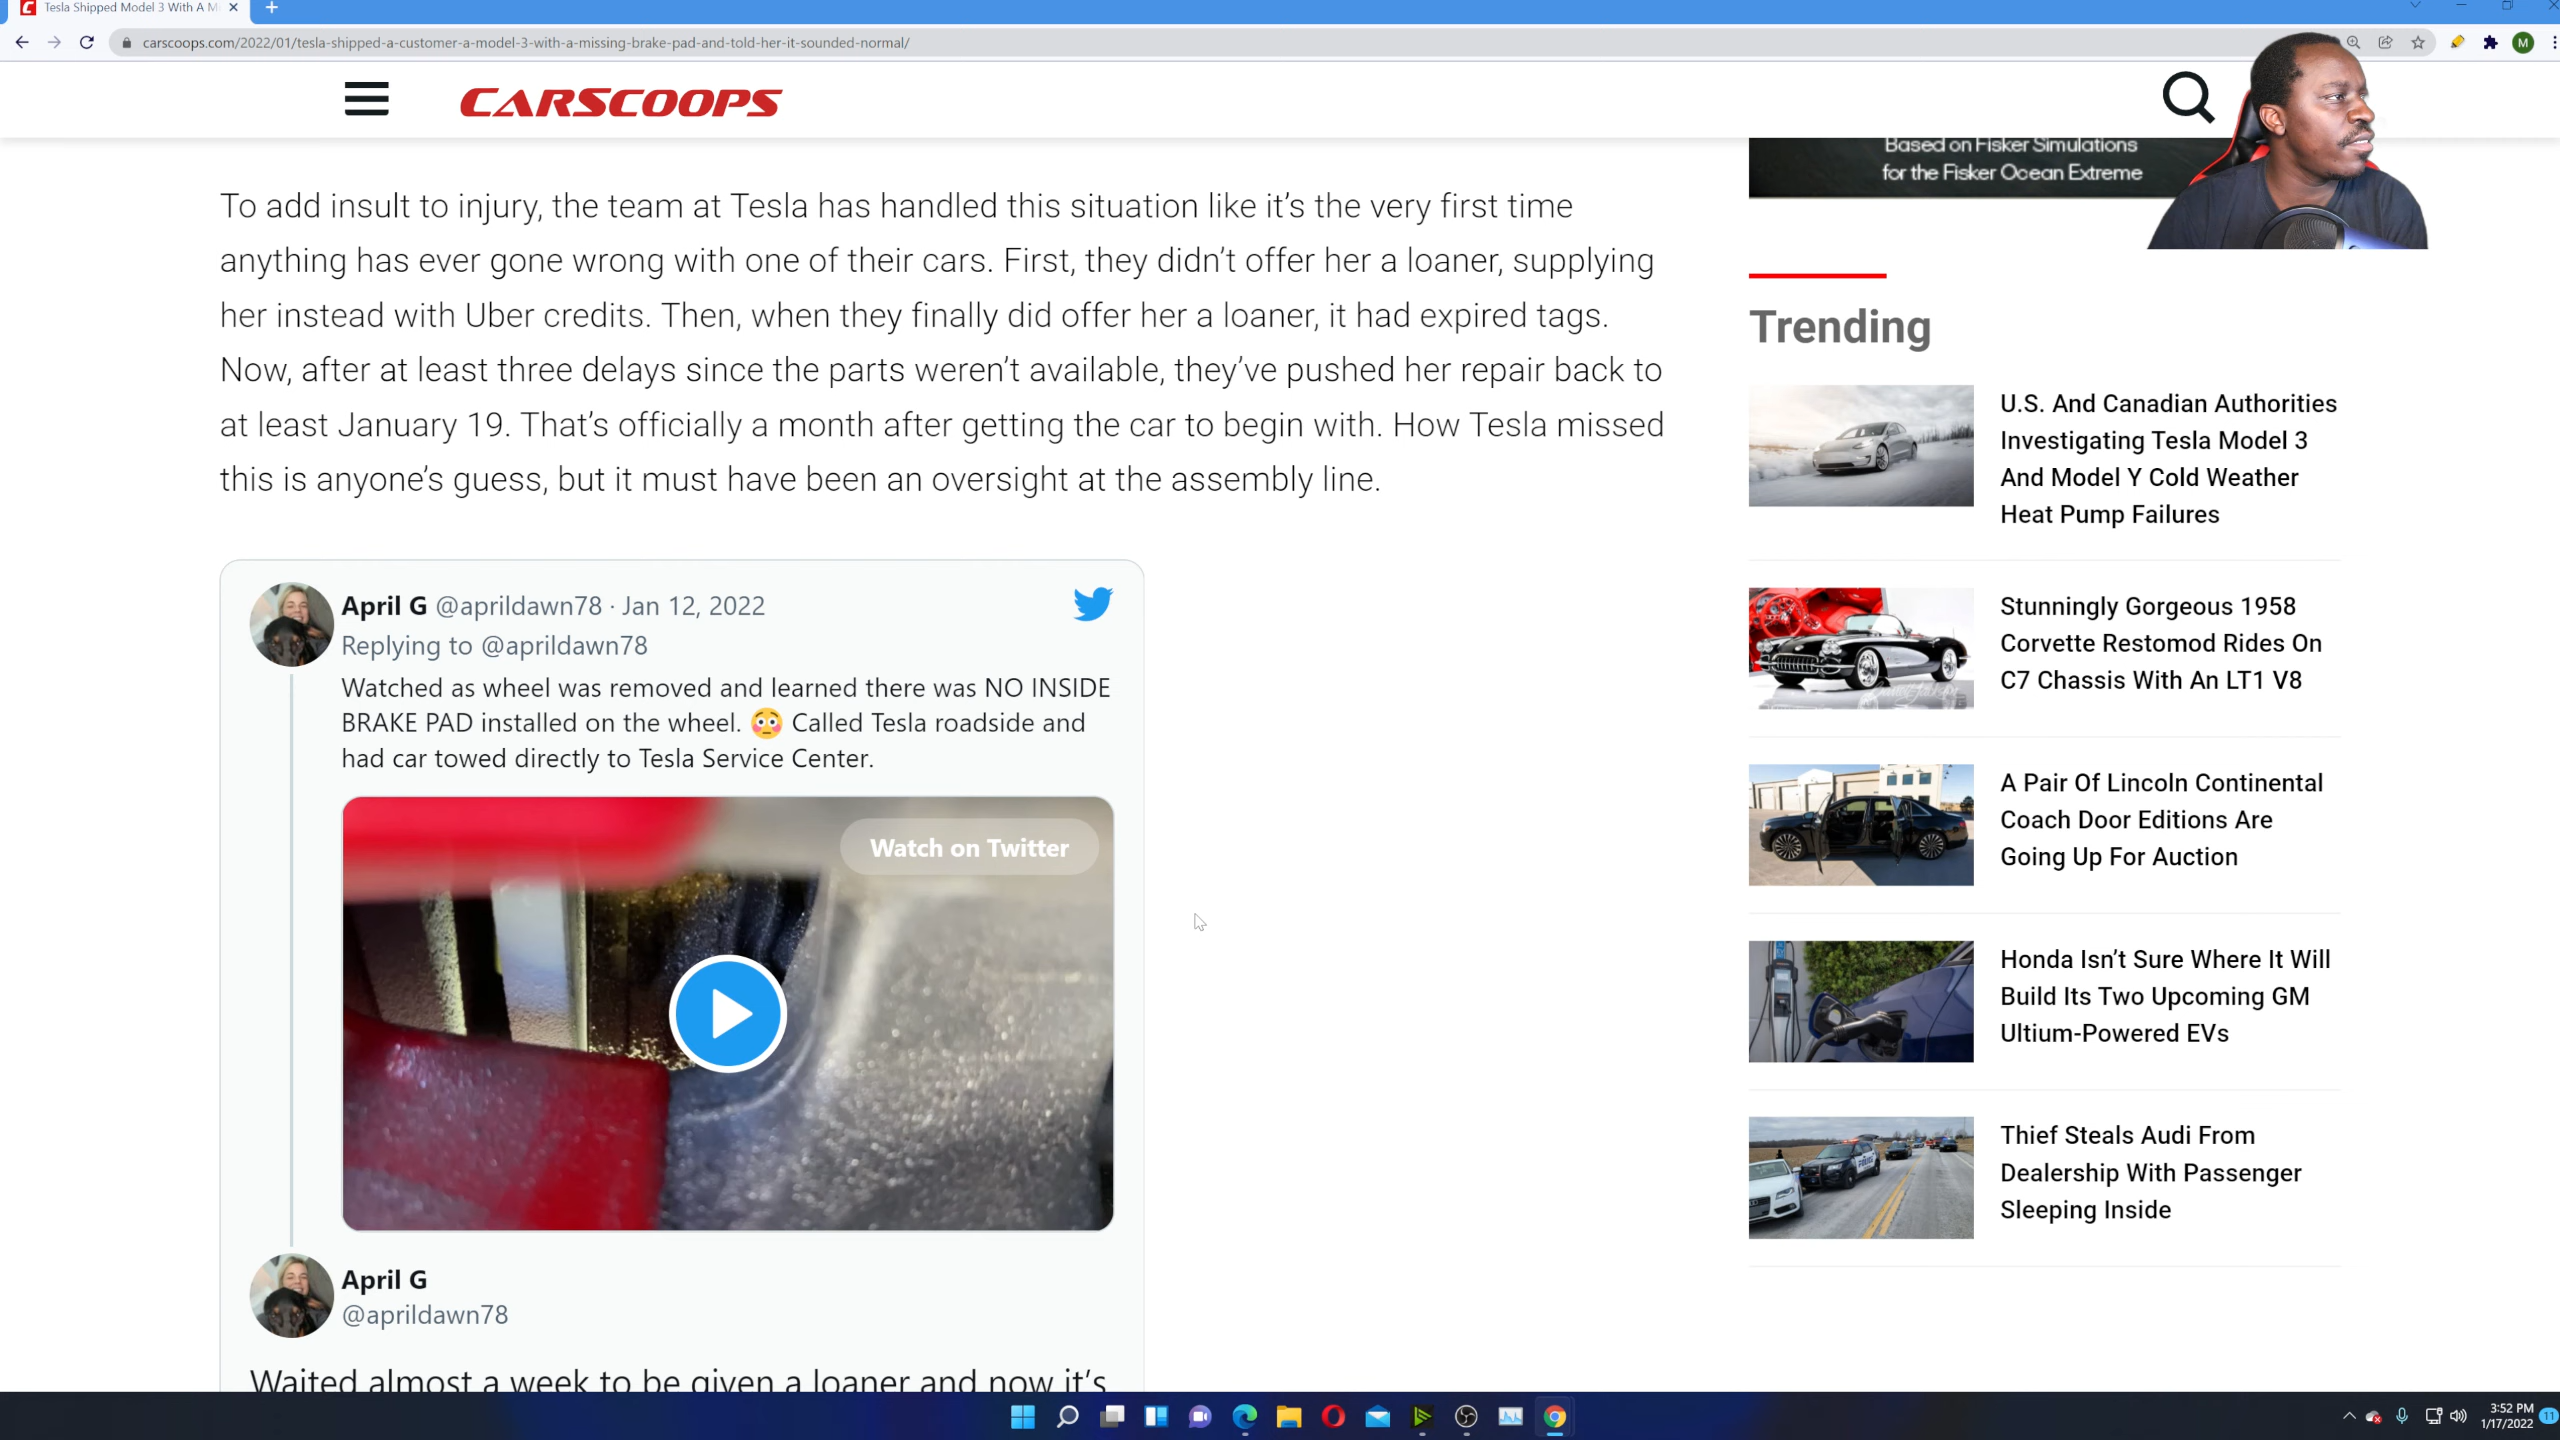 Tesla Shipped Model 3 With A M
carscoops.com/2022/01/tesla-shipped-a-customer-a-model-3-with-a-missing-brake-pad-and-told-her-it-sounded-normal/
M
CARSCOOPS
Based on Fisker Simulations
for the Fisker Ocean Extreme
To add insult to injury, the team at Tesla has handled this situation like it’s the very first time
anything has ever gone wrong with one of their cars. First, they didn’t offer her a loaner, supplying
her instead with Uber credits. Then, when they finally did offer her a loaner, it had expired tags.
Now, after at least three delays since the parts weren’t available, they’ve pushed her repair back to
at least January 19. That’s officially a month after getting the car to begin with. How Tesla missed
this is anyone’s guess, but it must have been an oversight at the assembly line.
April G @aprildawn78 · Jan 12, 2022
Replying to @aprildawn78
Watched as wheel was removed and learned there was NO INSIDE
BRAKE PAD installed on the wheel. 😳 Called Tesla roadside and
had car towed directly to Tesla Service Center.
Watch on Twitter
April G
@aprildawn78
Waited almost a week to be given a loaner and now it’s
Trending
U.S. And Canadian Authorities
Investigating Tesla Model 3
And Model Y Cold Weather
Heat Pump Failures
Stunningly Gorgeous 1958
Corvette Restomod Rides On
C7 Chassis With An LT1 V8
A Pair Of Lincoln Continental
Coach Door Editions Are
Going Up For Auction
Honda Isn’t Sure Where It Will
Build Its Two Upcoming GM
Ultium-Powered EVs
Thief Steals Audi From
Dealership With Passenger
Sleeping Inside
3:52 PM
1/17/2022
11